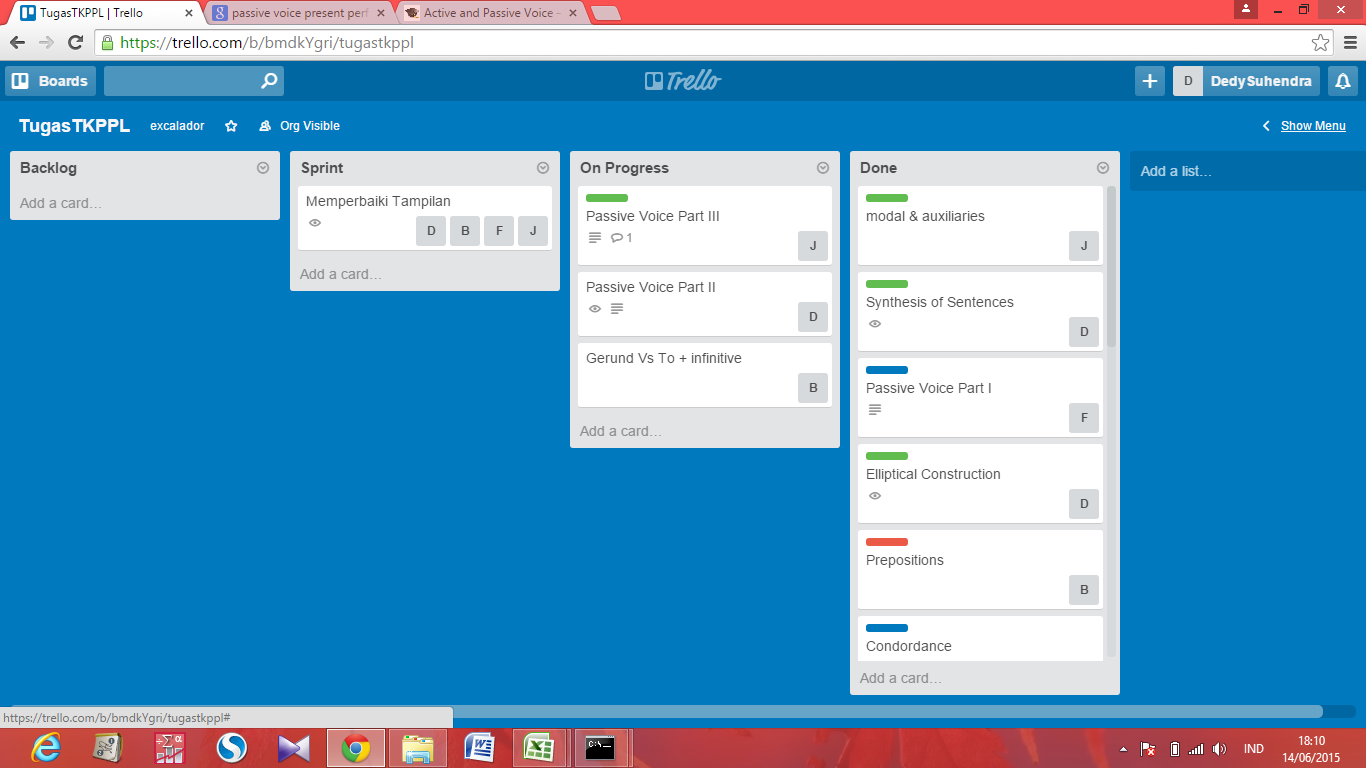 TugasTKPPL | Trello
passive voice present perf
Active and Passive Voice -
https://trello.com/b/bmdkYgri/tugastkppl
Boards
Trello
D
DedySuhendra
TugasTKPPL
excalador
Org Visible
Show Menu
Backlog
Add a card…
Sprint
Memperbaiki Tampilan
D
B
F
J
Add a card…
On Progress
Passive Voice Part III
1
J
Passive Voice Part II
D
Gerund Vs To + infinitive
B
Add a card…
Done
modal & auxiliaries
J
Synthesis of Sentences
D
Passive Voice Part I
F
Elliptical Construction
D
Prepositions
B
Condordance
Add a card…
Add a list…
https://trello.com/b/bmdkYgri/tugastkppl#
IND
18:10
14/06/2015